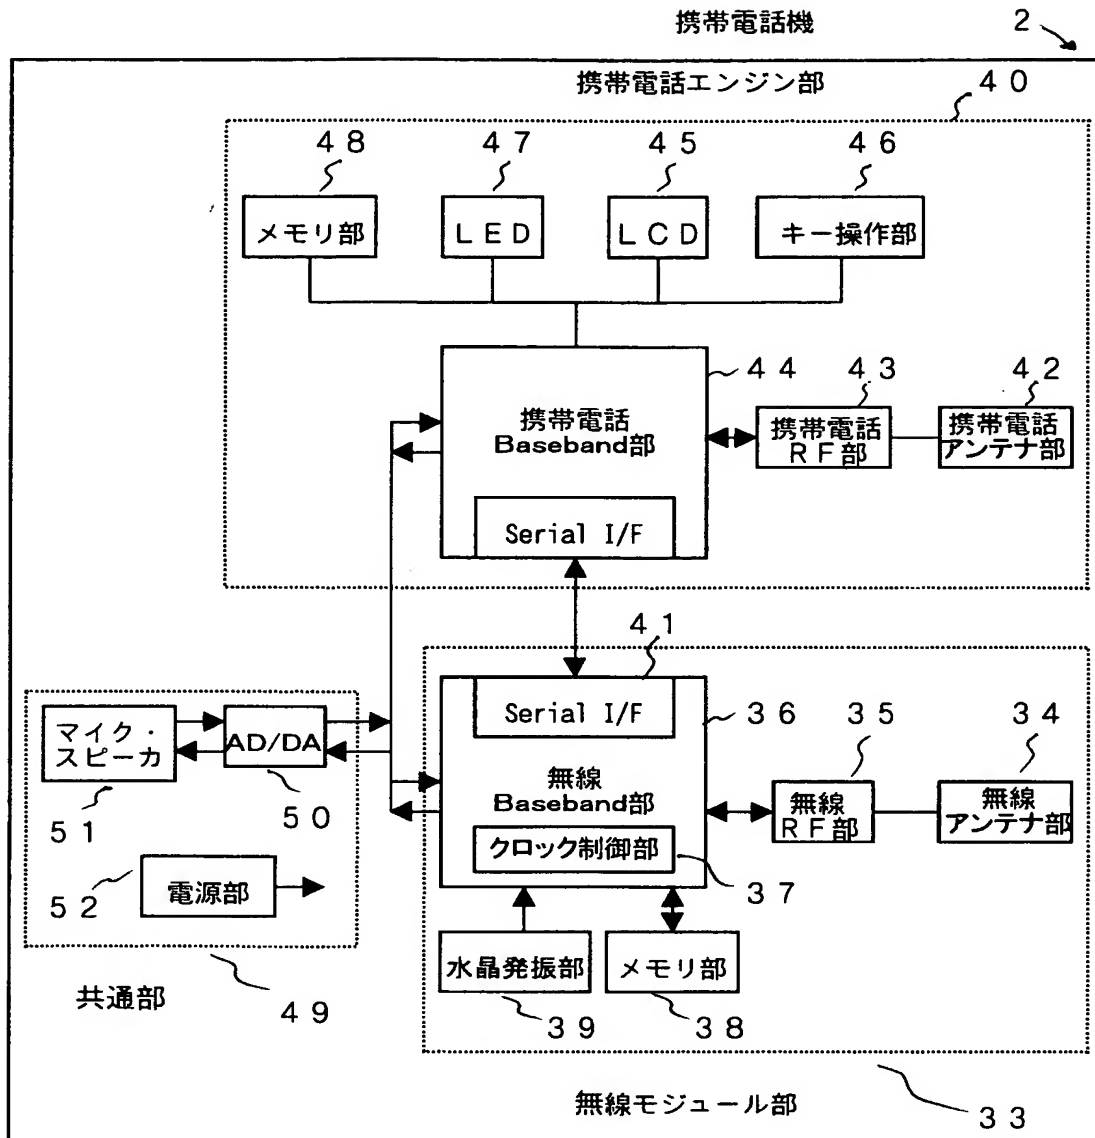 携帯電話機
2
携帯電話エンジン部
40
48
47
45
46
メモリ部
LED
LCD
キー操作部
44
43
42
携帯電話
Baseband部
携帯電話
RF部
携帯電話
アンテナ部
Serial I/F
41
Serial I/F
36
35
34
マイク・
スピーカ
AD/DA
無線
Baseband部
無線
RF部
無線
アンテナ部
51
50
クロック制御部
37
52
電源部
水晶発振部
メモリ部
共通部
49
39
38
無線モジュール部
33